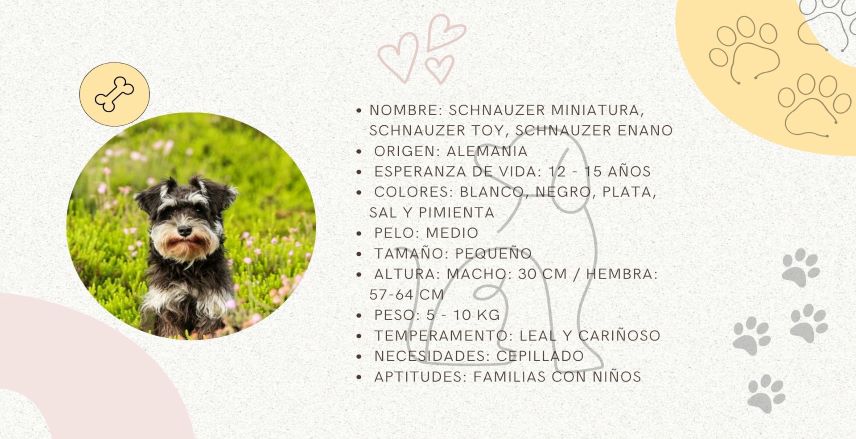 • NOMBRE: SCHNAUZER MINIATURA,
SCHNAUZER TOY, SCHNAUZER ENANO
• ORIGEN: ALEMANIA
• ESPERANZA DE VIDA: 12 - 15 AÑOS
• COLORES: BLANCO, NEGRO, PLATA,
SAL Y PIMIENTA
• PELO: MEDIO
• TAMAÑO: PEQUEÑO
• ALTURA: MACHO: 30 CM / HEMBRA:
57-64 CM
• PESO: 5 - 10 KG
• TEMPERAMENTO: LEAL Y CARIÑOSO
• NECESIDADES: CEPILLADO
• APTITUDES: FAMILIAS CON NIÑOS